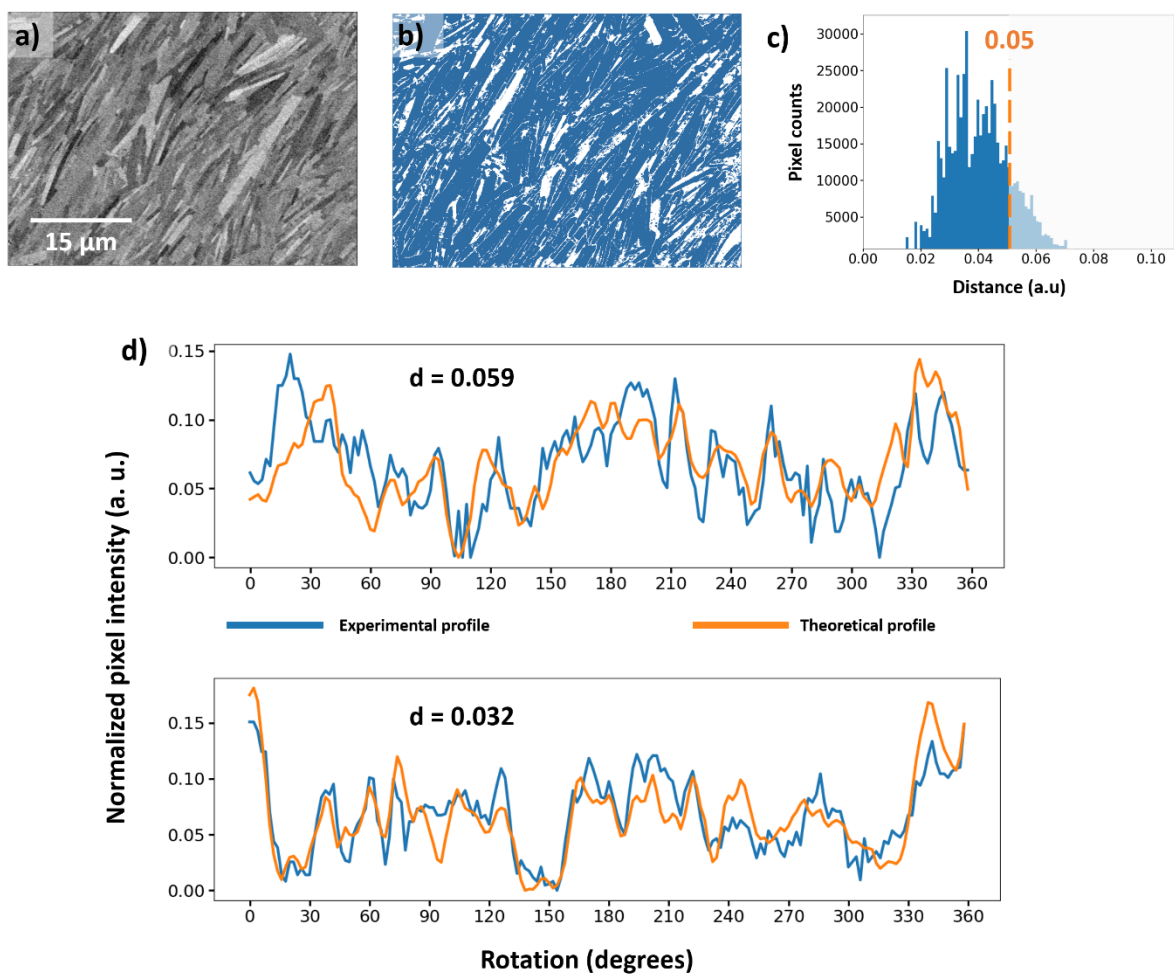 a)
15 μm
b)
c)
0.05
30000
25000
20000
15000
10000
5000
Pixel counts
0.00 0.02 0.04 0.06 0.08 0.10
Distance (a.u)
d)
0.15
0.10
0.05
0.00
d = 0.059
0 30 60 90 120 150 180 210 240 270 300 330 360
Experimental profile
Theoretical profile
Normalized pixel intensity (a. u.)
0.15
0.10
0.05
0.00
d = 0.032
0 30 60 90 120 150 180 210 240 270 300 330 360
Rotation (degrees)